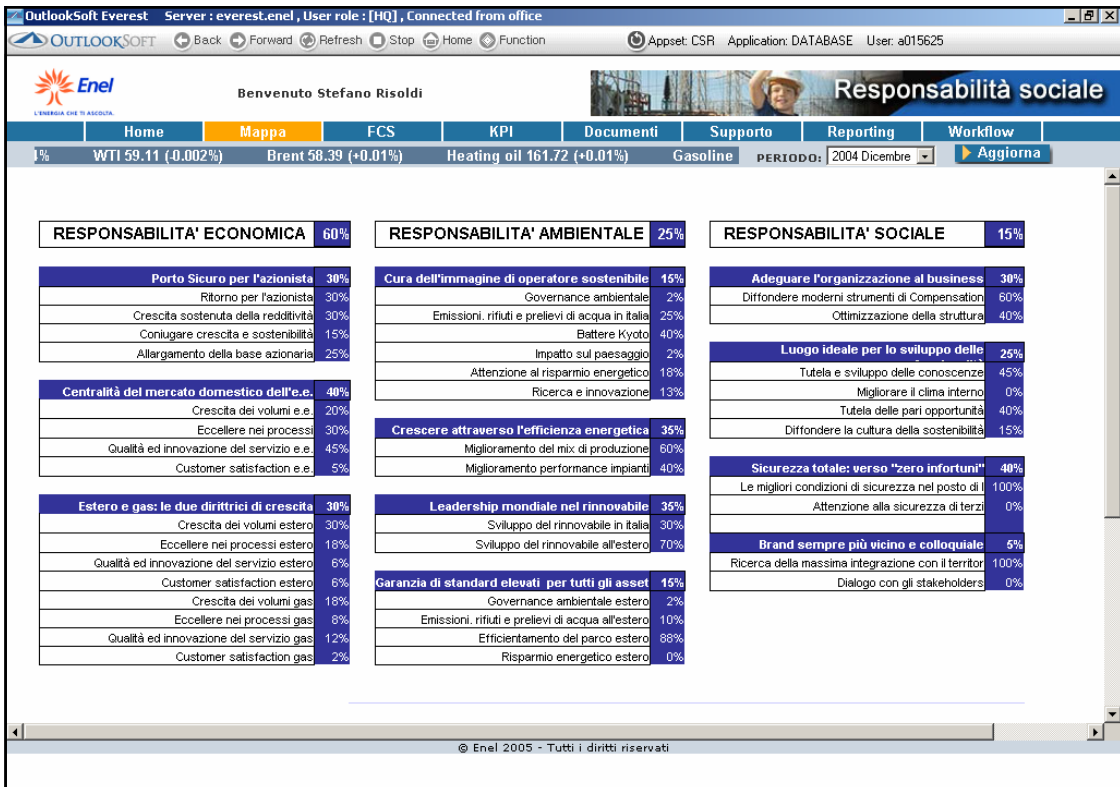 OutlookSoft Everest Server : everest.enel , User role : [HQ] , Connected from office
OUTLOOKSOFT Back Forward Refresh Stop Home Function Appset: CSR Application: DATABASE User: a015625
Enel
L'ENERGIA CHE TI ASCOLTA.
Benvenuto Stefano Risoldi
Responsabilità sociale
Home Mappa FCS KPI Documenti Supporto Reporting Workflow
WTI 59.11 (-0.002%) Brent 58.39 (+0.01%) Heating oil 161.72 (+0.01%) Gasoline PERIODO: 2004 Dicembre Aggiorna
RESPONSABILITA' ECONOMICA 60%
Porto Sicuro per l'azionista 30%
Ritorno per l'azionista 30%
Crescita sostenuta della redditività 30%
Coniugare crescita e sostenibilità 15%
Allargamento della base azionaria 25%
Centralità del mercato domestico dell'e.e. 40%
Crescita dei volumi e.e. 20%
Eccellere nei processi 30%
Qualità ed innovazione del servizio e.e. 45%
Customer satisfaction e.e. 5%
Estero e gas: le due dirittrici di crescita 30%
Crescita dei volumi estero 30%
Eccellere nei processi estero 18%
Qualità ed innovazione del servizio estero 6%
Customer satisfaction estero 6%
Crescita dei volumi gas 18%
Eccellere nei processi gas 8%
Qualità ed innovazione del servizio gas 12%
Customer satisfaction gas 2%
RESPONSABILITA' AMBIENTALE 25%
Cura dell'immagine di operatore sostenibile 15%
Governance ambientale 2%
Emissioni. rifiuti e prelievi di acqua in italia 25%
Battere Kyoto 40%
Impatto sul paesaggio 2%
Attenzione al risparmio energetico 18%
Ricerca e innovazione 13%
Crescere attraverso l'efficienza energetica 35%
Miglioramento del mix di produzione 60%
Miglioramento performance impianti 40%
Leadership mondiale nel rinnovabile 35%
Sviluppo del rinnovabile in italia 30%
Sviluppo del rinnovabile all'estero 70%
Garanzia di standard elevati per tutti gli asset 15%
Governance ambientale estero 2%
Emissioni. rifiuti e prelievi di acqua all'estero 10%
Efficientamento del parco estero 88%
Risparmio energetico estero 0%
RESPONSABILITA' SOCIALE 15%
Adeguare l'organizzazione al business 30%
Diffondere moderni strumenti di Compensation 60%
Ottimizzazione della struttura 40%
Luogo ideale per lo sviluppo delle 25%
Tutela e sviluppo delle conoscenze 45%
Migliorare il clima interno 0%
Tutela delle pari opportunità 40%
Diffondere la cultura della sostenibilità 15%
Sicurezza totale: verso "zero infortuni" 40%
Le migliori condizioni di sicurezza nel posto di l 100%
Attenzione alla sicurezza di terzi 0%
Brand sempre più vicino e colloquiale 5%
Ricerca della massima integrazione con il territor 100%
Dialogo con gli stakeholders 0%
© Enel 2005 - Tutti i diritti riservati